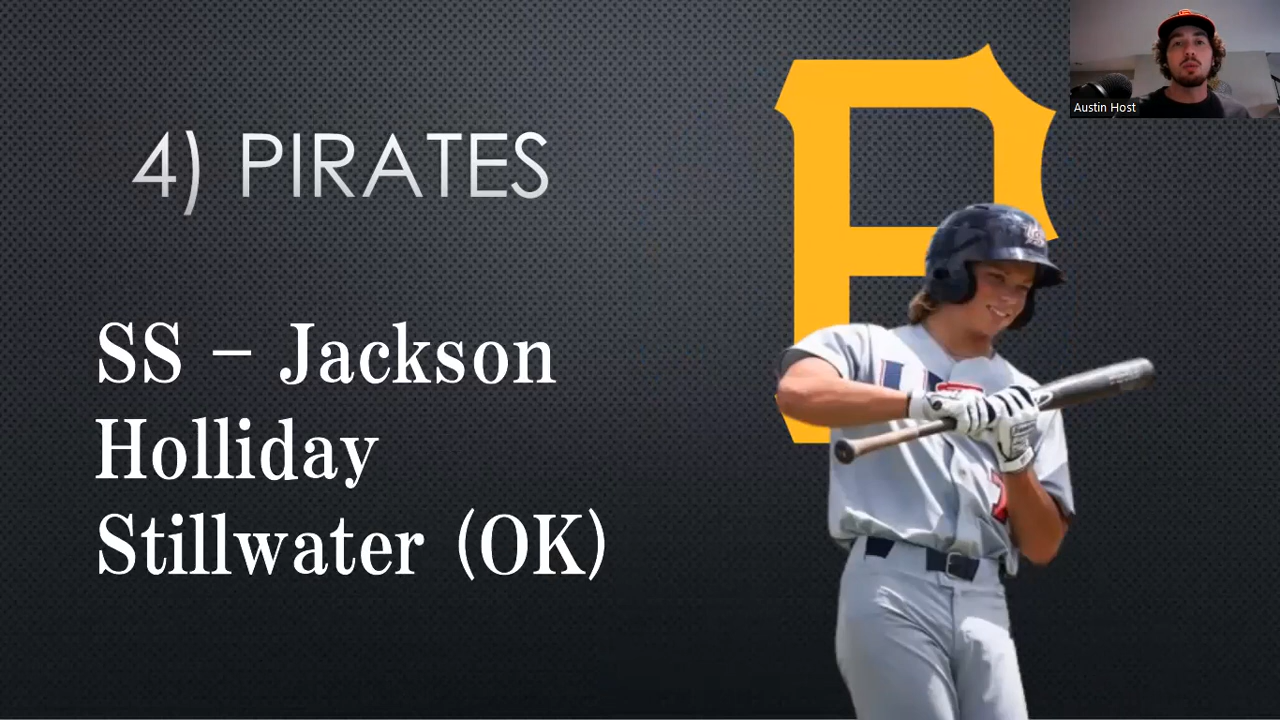 4) PIRATES
SS – Jackson
Holliday
Stillwater (OK)
P
Austin Host